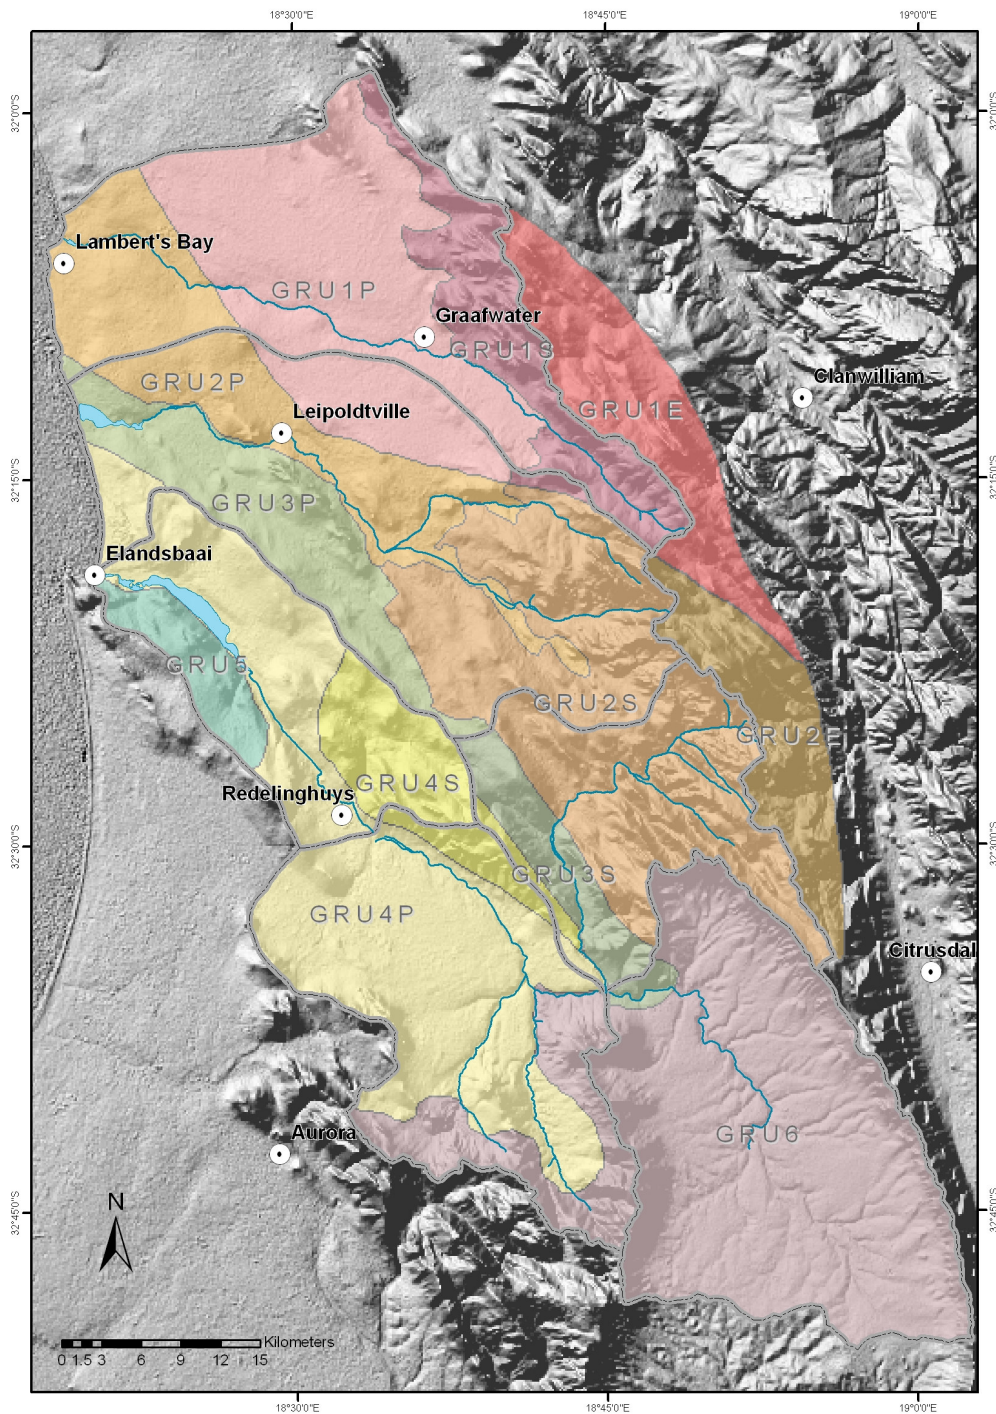 18°30'0"E 18°45'0"E 19°0'0"E
32°0'0"S 32°0'0"S
Lambert's Bay
GRU1P
Graafwater
GRU1S
Clanwilliam
GRU2P
Leipoldtville
GRU1E
32°15'0"S 32°15'0"S
GRU3P
Elandsbaai
GRU5
GRU2S
GRU2E
GRU4S
Redelinghuys
32°30'0"S 32°30'0"S
GRU3S
GRU4P
Citrusdal
Aurora
GRU6
N
32°45'0"S 32°45'0"S
Kilometers
0 1.5 3 6 9 12 15
18°30'0"E 18°45'0"E 19°0'0"E